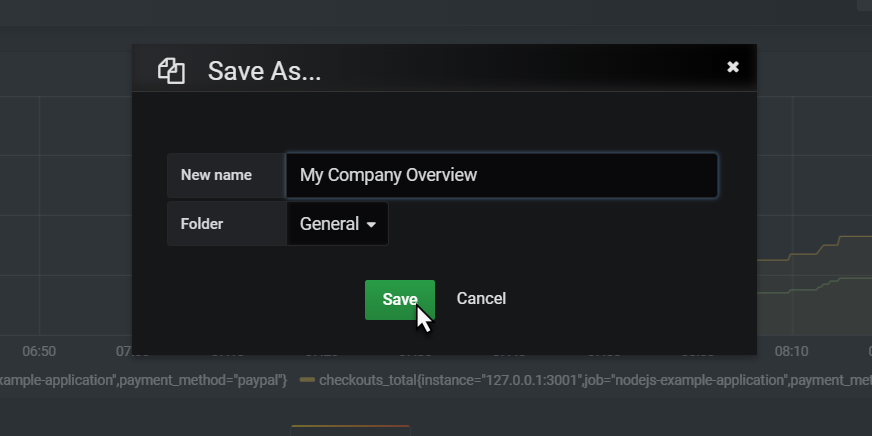 Save As...
New name
My Company Overview
Folder
General
Save
Cancel
06:50
08:10
xample-application",payment_method="paypal"}
checkouts_total{instance="127.0.0.1:3001",job="nodejs-example-application",payment_met